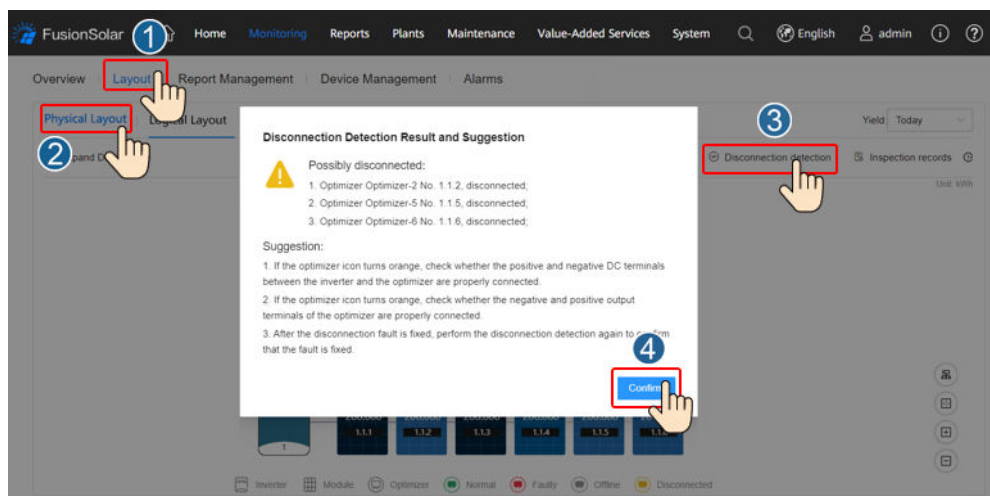 FusionSolar 1 Home Monitoring Reports Plants Maintenance Value-Added Services System English admin
Overview Layout Report Management Device Management Alarms
Physical Layout Logical Layout 3 Yield Today
2 Disconnection detection Inspection records
Unit: kWh
Disconnection Detection Result and Suggestion
Possibly disconnected:
1. Optimizer Optimizer-2 No. 1.1.2, disconnected;
2. Optimizer Optimizer-5 No. 1.1.5, disconnected;
3. Optimizer Optimizer-6 No. 1.1.6, disconnected;
Suggestion:
1. If the optimizer icon turns orange, check whether the positive and negative DC terminals
between the inverter and the optimizer are properly connected.
2. If the optimizer icon turns orange, check whether the negative and positive output
terminals of the optimizer are properly connected.
3. After the disconnection fault is fixed, perform the disconnection detection again to confirm
that the fault is fixed.
4
Confirm
1.1.1 1.1.2 1.1.3 1.1.4 1.1.5
1
Inverter Module Optimizer Normal Faulty Offline Disconnected